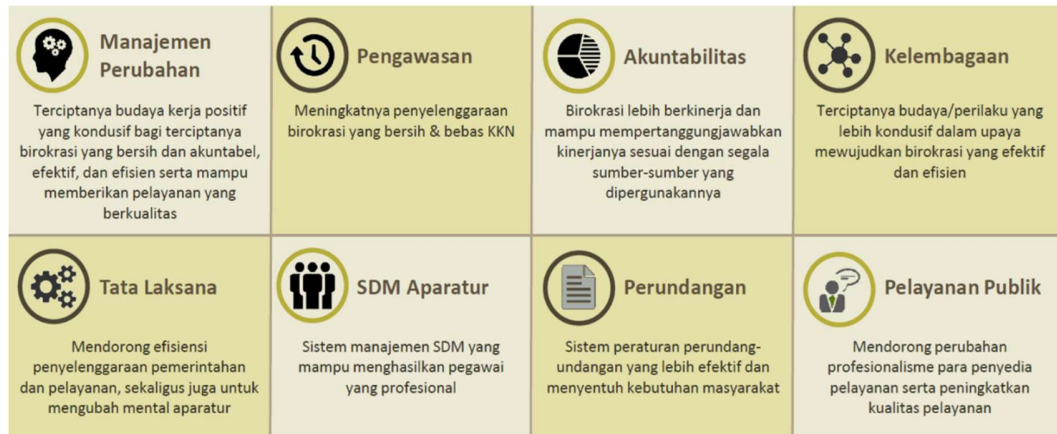 Manajemen
Perubahan
Terciptanya budaya kerja positif
yang kondusif bagi terciptanya
birokrasi yang bersih dan akuntabel,
efektif, dan efisien serta mampu
memberikan pelayanan yang
berkualitas
Pengawasan
Meningkatnya penyelenggaraan
birokrasi yang bersih & bebas KKN
Akuntabilitas
Birokrasi lebih berkinerja dan
mampu mempertanggungjawabkan
kinerjanya sesuai dengan segala
sumber-sumber yang
dipergunakannya
Kelembagaan
Terciptanya budaya/perilaku yang
lebih kondusif dalam upaya
mewujudkan birokrasi yang efektif
dan efisien
Tata Laksana
Mendorong efisiensi
penyelenggaraan pemerintahan
dan pelayanan, sekaligus juga untuk
mengubah mental aparatur
SDM Aparatur
Sistem manajemen SDM yang
mampu menghasilkan pegawai
yang profesional
Perundangan
Sistem peraturan perundang-
undangan yang lebih efektif dan
menyentuh kebutuhan masyarakat
Pelayanan Publik
Mendorong perubahan
profesionalisme para penyedia
pelayanan serta peningkatkan
kualitas pelayanan